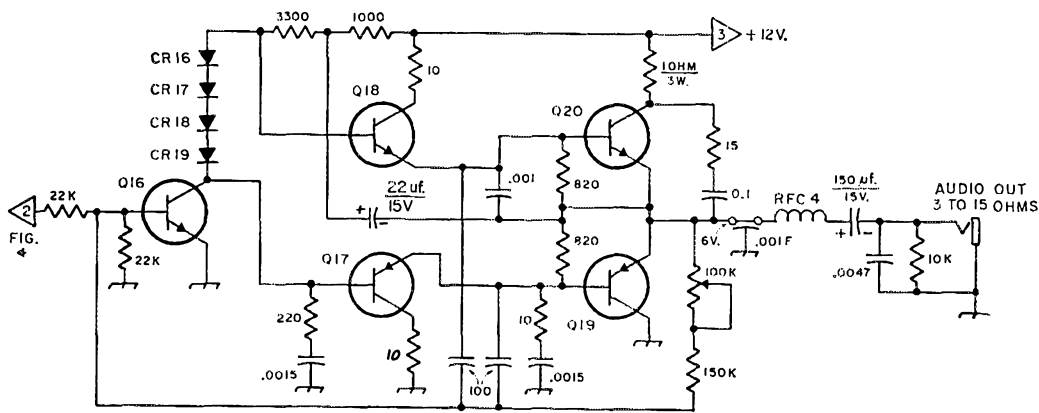 3300
1000
3
+12V.
CR16
CR17
CR18
CR19
10
1OHM
3W.
Q18
Q20
15
Q16
.001
820
22 uf.
15V
0.1
150 uf.
15V.
AUDIO OUT
3 TO 15 OHMS
2
22K
RFC 4
FIG.
4
+
-
6V.
.001F
+
-
22K
Q17
820
100K
.0047
10K
220
10
Q19
10
.0015
100
.0015
150K